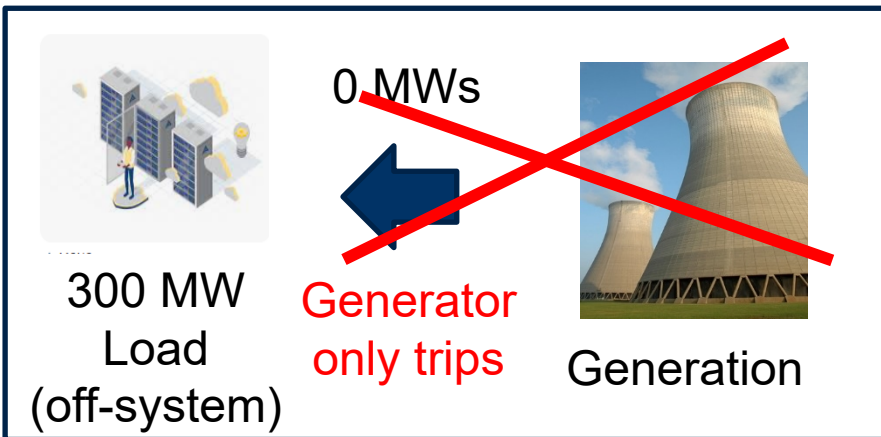 0 MWs
300 MW
Load
(off-system)
Generator
only trips
Generation